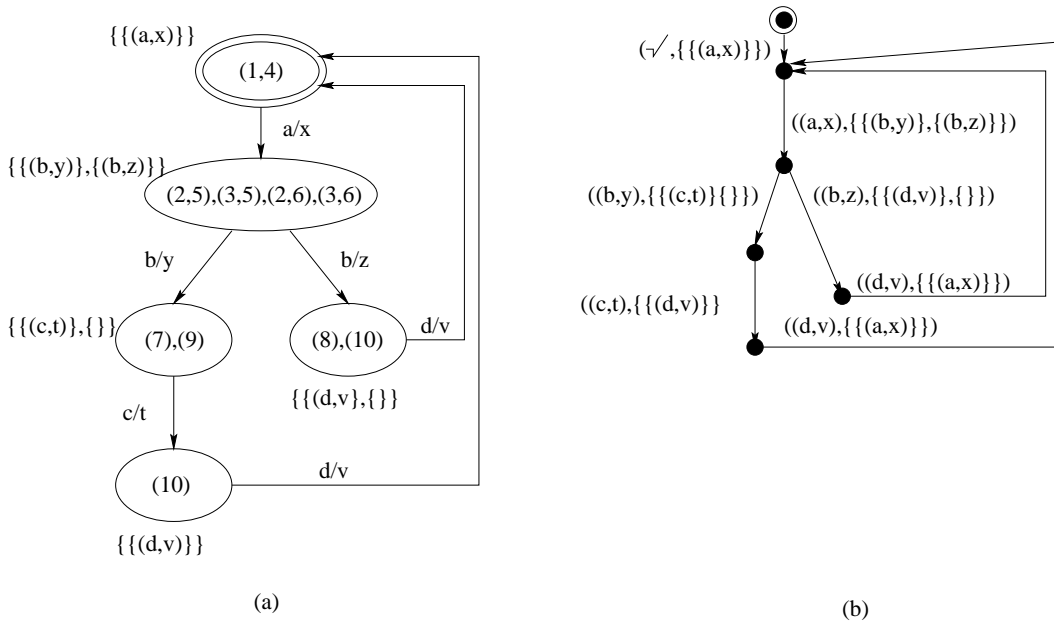 {{(a,x)}}
(1,4)
a/x
{{(b,y)},{(b,z)}}
(2,5),(3,5),(2,6),(3,6)
b/y
b/z
{{(c,t)},{}}
(7),(9)
(8),(10)
d/v
{{(d,v},{}}
c/t
(10)
d/v
{{(d,v)}}
(a)
(√,{{(a,x)}})
((a,x),{{(b,y)},{(b,z)}})
((b,y),{{(c,t)}{}})
((b,z),{{(d,v)},{}})
((d,v),{{(a,x)}})
((c,t),{{(d,v)}}
((d,v),{{(a,x)}})
(b)